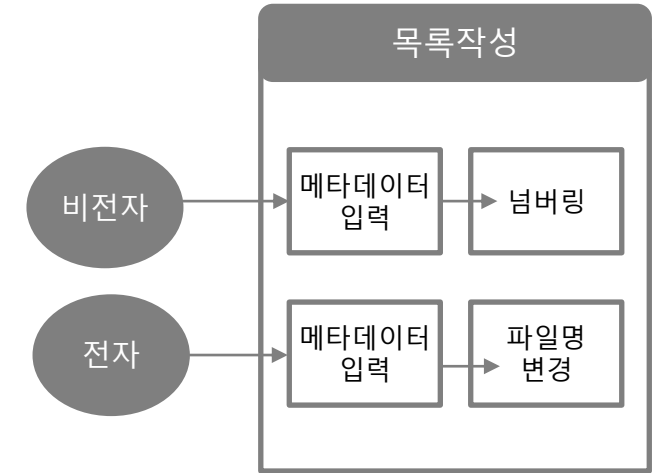 목록작성
비전자
메타데이터
입력
넘버링
전자
메타데이터
입력
파일명
변경